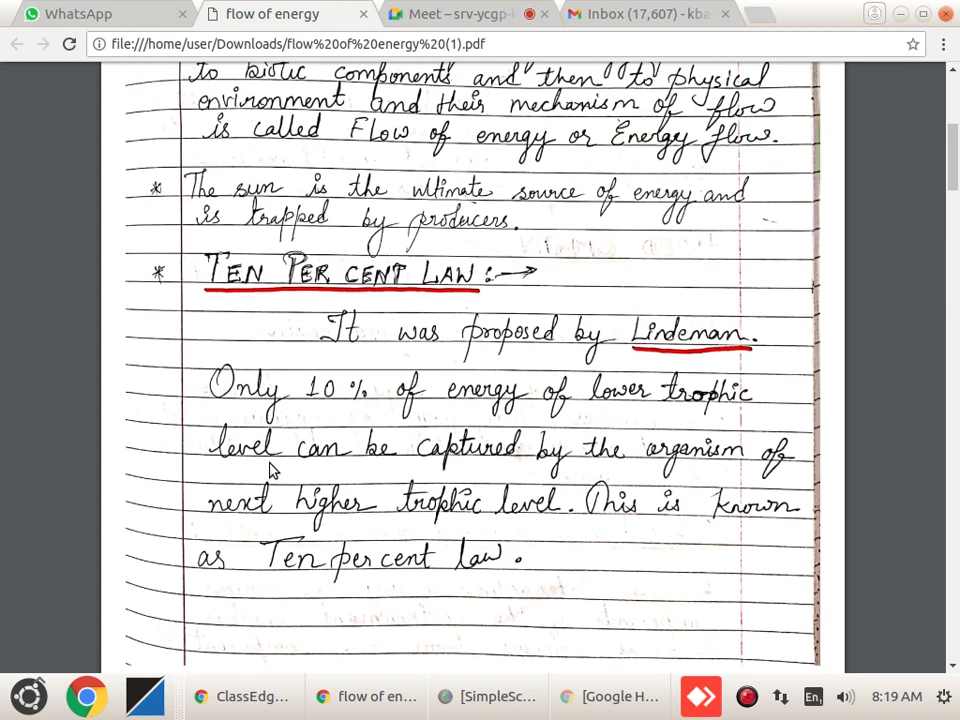 WhatsApp
flow of energy
Meet – srv-ycgp-
Inbox (17,607) - kba
file:///home/user/Downloads/flow%20of%20energy%20(1).pdf
to biotic components and then to physical
environment and their mechanism of flow
is called Flow of energy or Energy flow.
* The sun is the ultimate source of energy and
is trapped by producers.
* TEN PER CENT LAW :→
It was proposed by Lindeman.
Only 10 % of energy of lower trophic
level can be captured by the organism of
next higher trophic level. This is known
as Ten per cent law.
ClassEdg...
flow of en...
[SimpleSc...
[Google H...
En1
8:19 AM